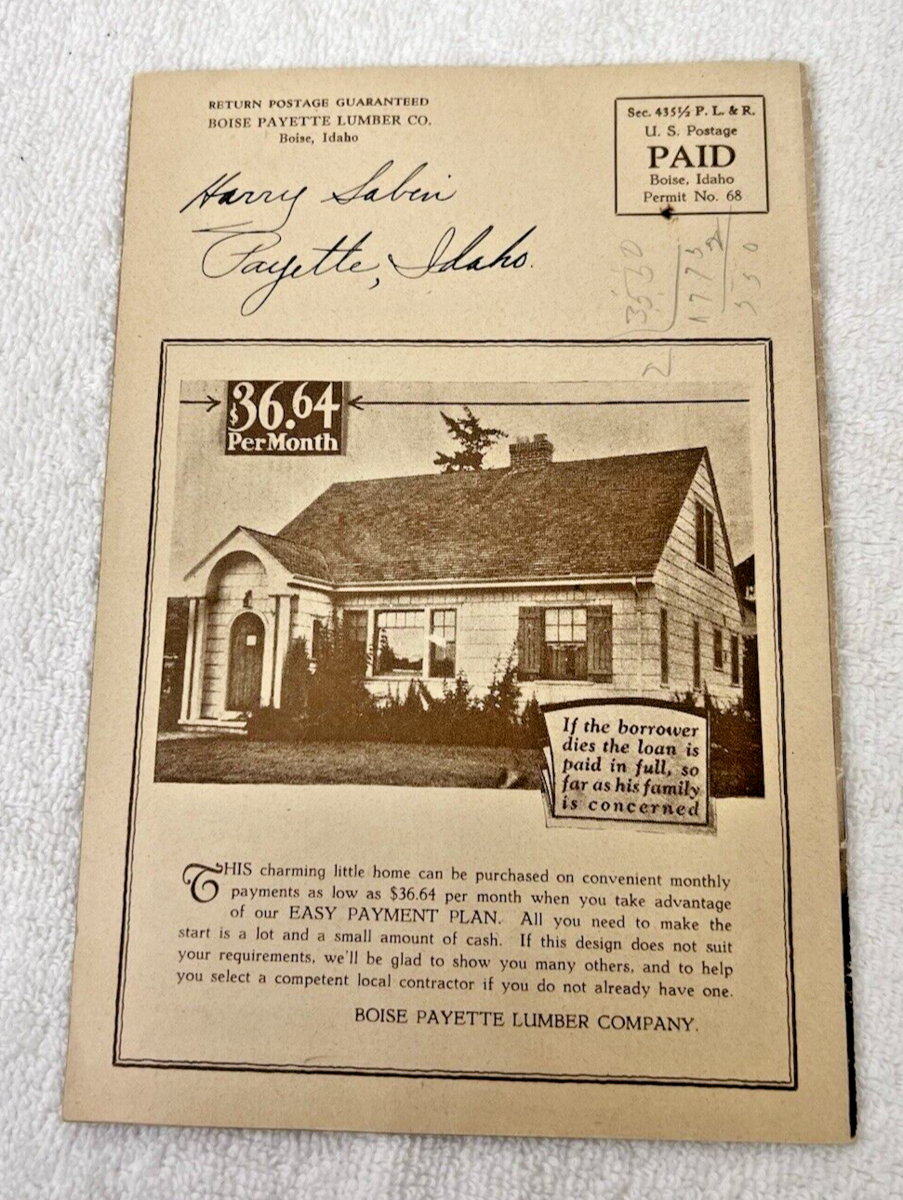 RETURN POSTAGE GUARANTEED
BOISE PAYETTE LUMBER CO.
Boise, Idaho
Sec. 435½ P. L. & R.
U. S. Postage
PAID
Boise, Idaho
Permit No. 68
Harry Sabin
Payette, Idaho.
$36.64
Per Month
If the borrower
dies the loan is
paid in full, so
far as his family
is concerned
THIS charming little home can be purchased on convenient monthly
payments as low as $36.64 per month when you take advantage
of our EASY PAYMENT PLAN. All you need to make the
start is a lot and a small amount of cash. If this design does not suit
your requirements, we'll be glad to show you many others, and to help
you select a competent local contractor if you do not already have one.
BOISE PAYETTE LUMBER COMPANY.